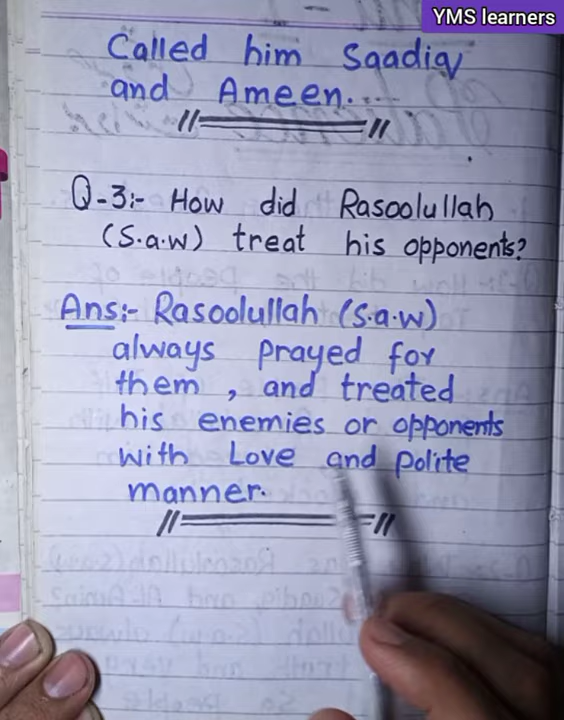 YMS learners
Called him Saadiq
and Ameen.
Q-3:- How did Rasoolullah
(S.a.w) treat his opponents?
Ans:- Rasoolullah (S.a.w)
always prayed for
them, and treated
his enemies or opponents
with Love and polite
manner.